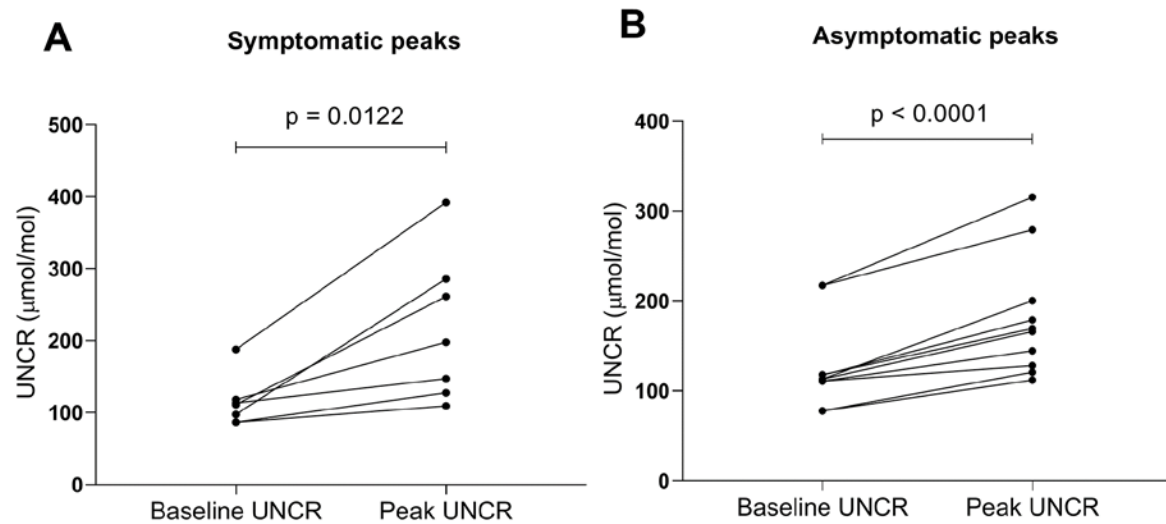 A
Symptomatic peaks
p = 0.0122
500
400
300
200
100
0
UNCR (μmol/mol)
Baseline UNCR
Peak UNCR
B
Asymptomatic peaks
p < 0.0001
400
300
200
100
0
UNCR (μmol/mol)
Baseline UNCR
Peak UNCR